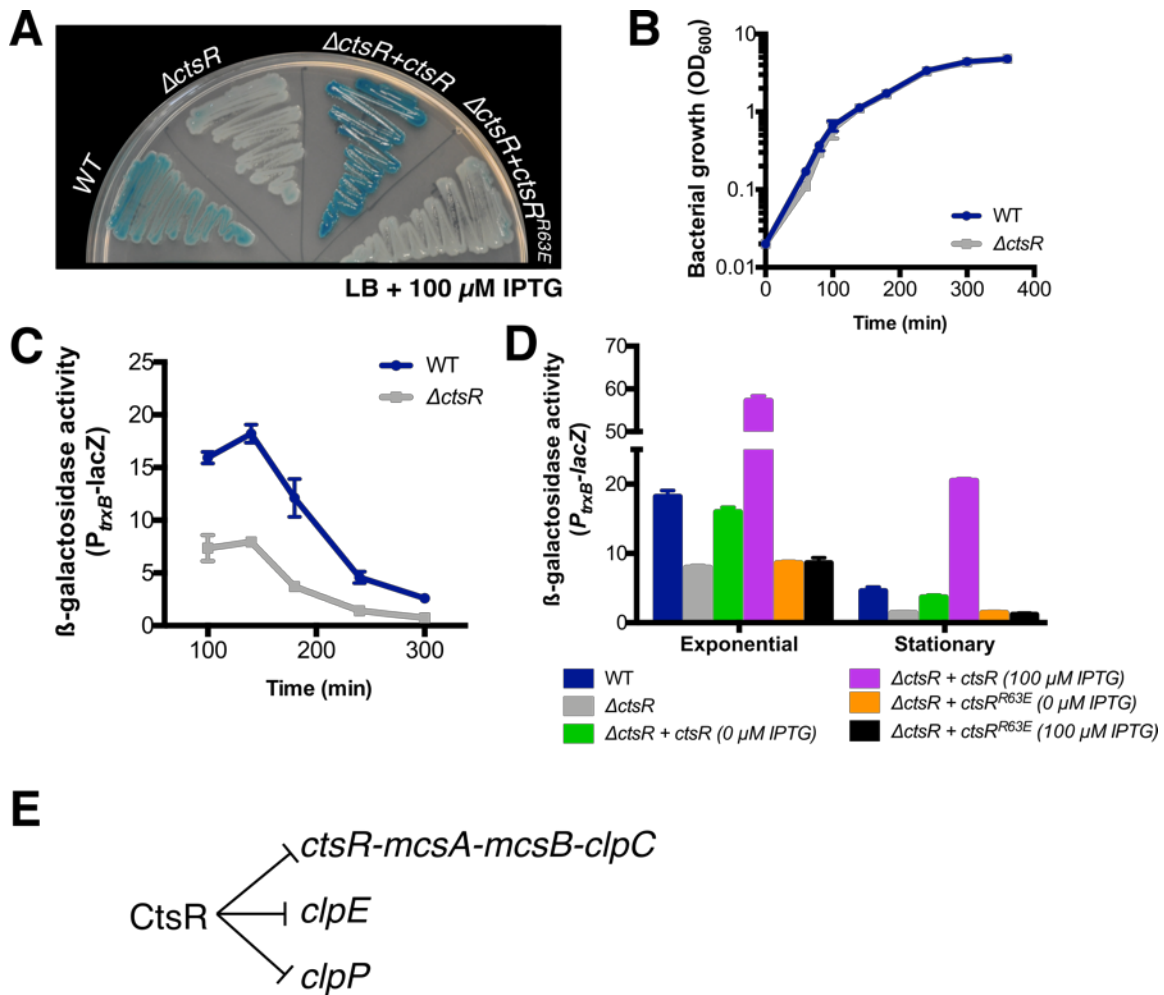 A
WT
ΔctsR
ΔctsR+ctsR
ΔctsR+ctsR^R63E
LB + 100 µM IPTG
B
Bacterial growth (OD600)
10
1
0.1
0.01
0
100
200
300
400
Time (min)
WT
ΔctsR
C
ß-galactosidase activity
(PtrxB-lacZ)
25
20
15
10
5
0
100
200
300
Time (min)
WT
ΔctsR
D
ß-galactosidase activity
(PtrxB-lacZ)
70
60
50
20
10
0
Exponential
Stationary
WT
ΔctsR
ΔctsR + ctsR (0 µM IPTG)
ΔctsR + ctsR (100 µM IPTG)
ΔctsR + ctsR^R63E (0 µM IPTG)
ΔctsR + ctsR^R63E (100 µM IPTG)
E
CtsR
ctsR-mcsA-mcsB-clpC
clpE
clpP